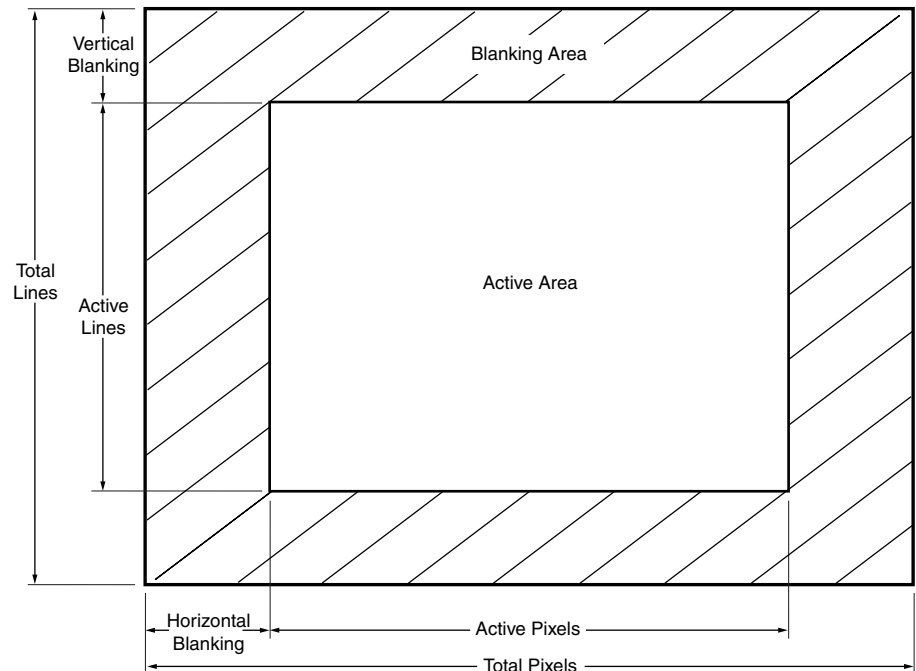 Vertical
Blanking
Blanking Area
Total
Lines
Active
Lines
Active Area
Horizontal
Blanking
Active Pixels
Total Pixels